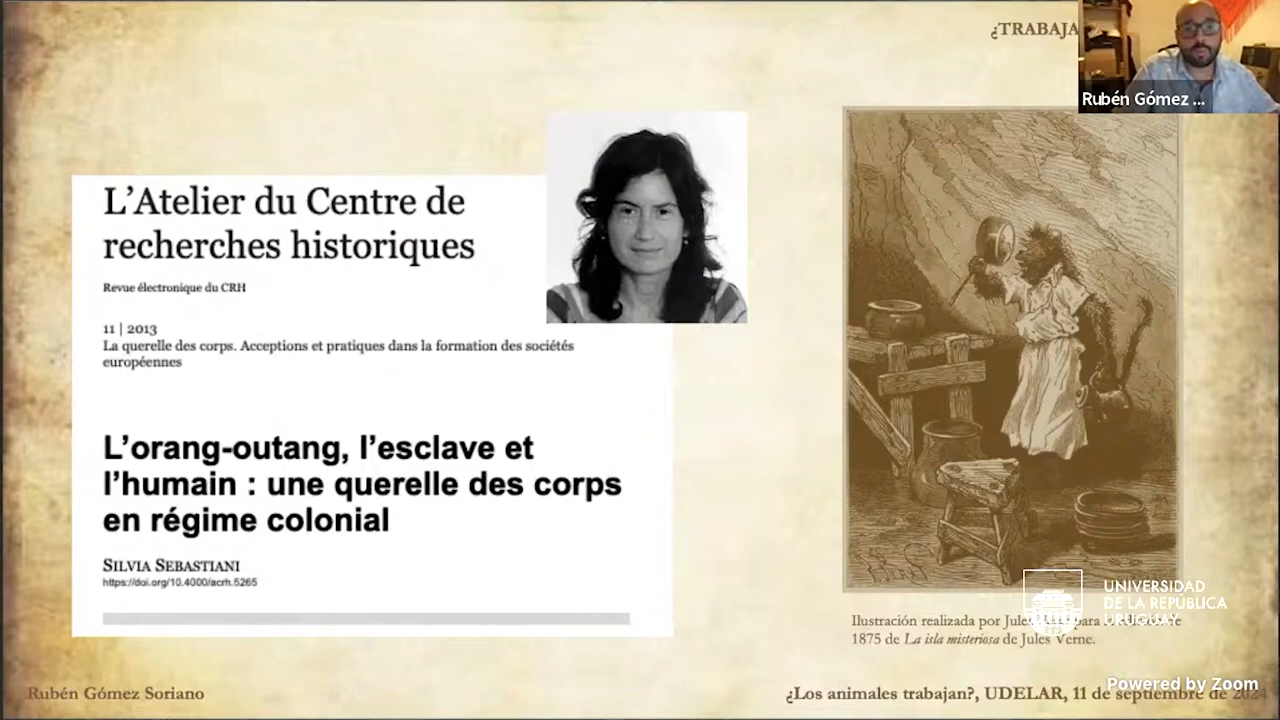 ¿TRABAJA
Rubén Gómez ...
L’Atelier du Centre de
recherches historiques
Revue électronique du CRH
11 | 2013
La querelle des corps. Acceptions et pratiques dans la formation des sociétés
européennes
L’orang-outang, l’esclave et
l’humain : une querelle des corps
en régime colonial
SILVIA SEBASTIANI
https://doi.org/10.4000/acrh.5265
UNIVERSIDAD
DE LA REPÚBLICA
URUGUAY
Ilustración realizada por Jules para
1875 de La isla misteriosa de Jules Verne.
Powered by Zoom
Rubén Gómez Soriano
¿Los animales trabajan?, UDELAR, 11 de septiembre de 2024